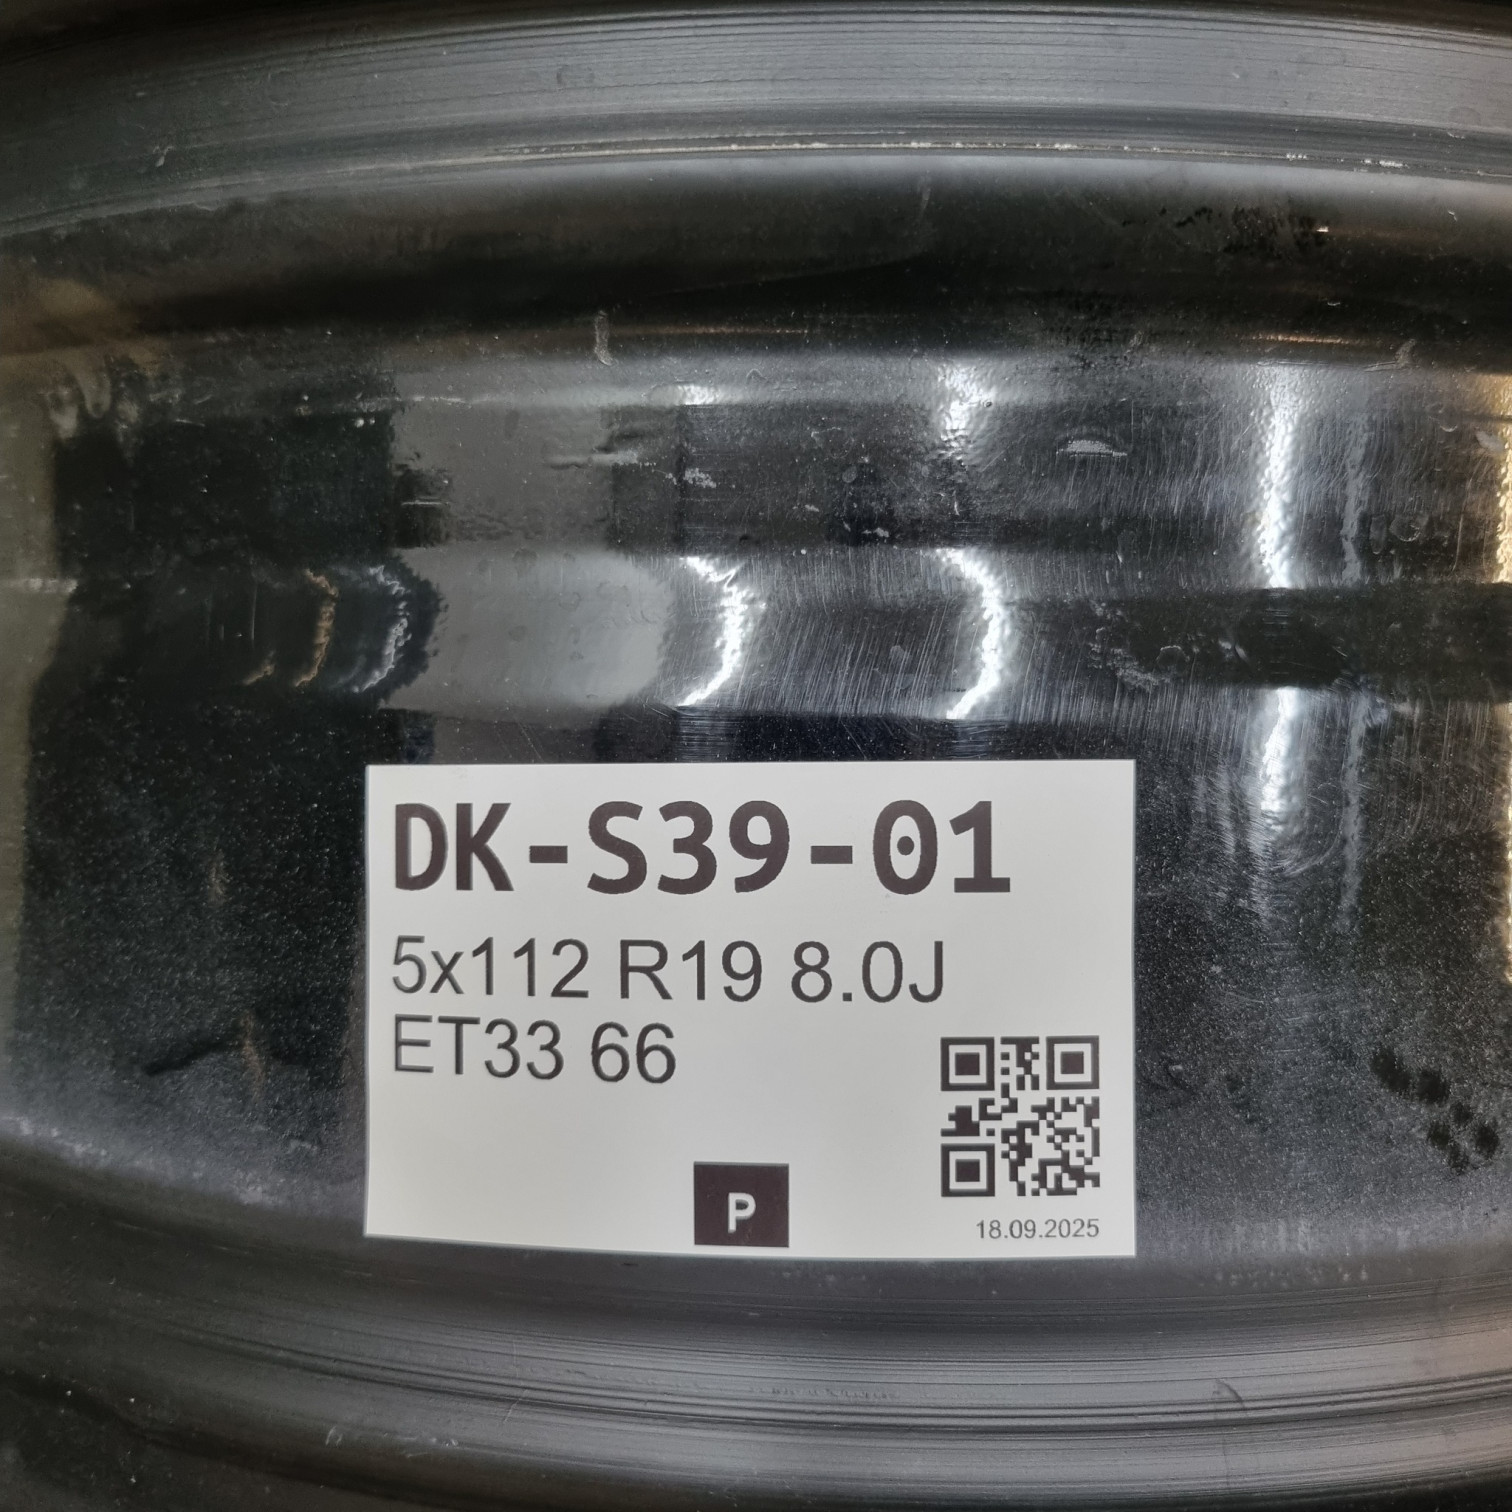 DK-S39-01
5x112 R19 8.0J
ET33 66
P
18.09.2025